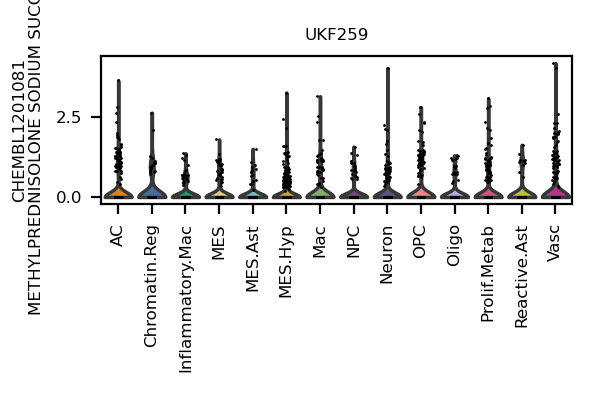 UKF259
CHEMBL1201081
METHYLPREDNISOLONE SODIUM
2.5
0.0
AC
Chromatin.Reg
Inflammatory.Mac
MES
MES.Ast
MES.Hyp
Mac
NPC
Neuron
OPC
Oligo
Prolif.Metab
Reactive.Ast
Vasc